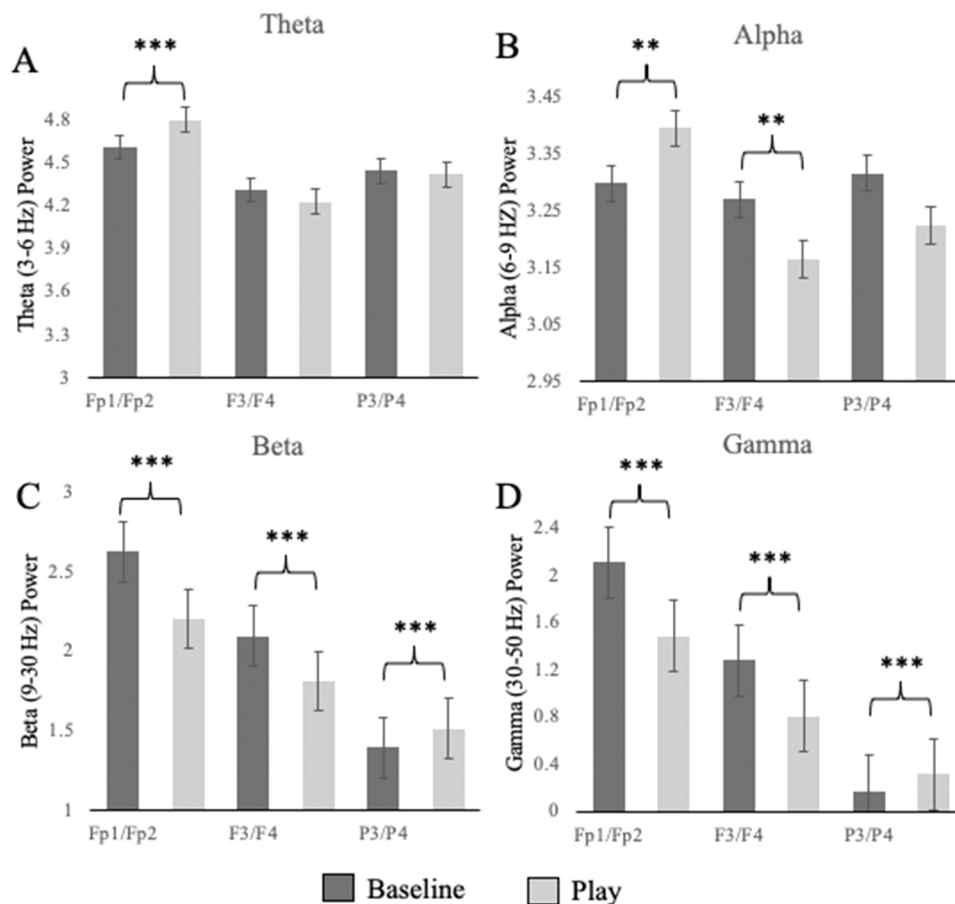 Theta
A
***
Theta (3-6 Hz) Power
4.8
4.5
4.2
3.9
3.6
3.3
3
Fp1/Fp2 F3/F4 P3/P4
Alpha
B
**
**
Alpha (6-9 HZ) Power
3.45
3.35
3.25
3.15
3.05
2.95
Fp1/Fp2 F3/F4 P3/P4
Beta
C
***
***
***
Beta (9-30 Hz) Power
3
2.5
2
1.5
1
Fp1/Fp2 F3/F4 P3/P4
Gamma
D
***
***
***
Gamma (30-50 Hz) Power
2.4
2
1.6
1.2
0.8
0.4
0
Fp1/Fp2 F3/F4 P3/P4
Baseline Play